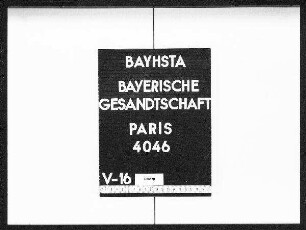 BAYHSTA
BAYERISCHE
GESANDTSCHAFT
PARIS
4046
V-16